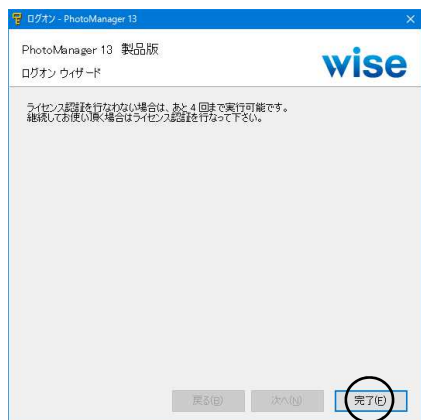 ログオン - PhotoManager 13
PhotoManager 13 製品版
ログオン ウィザード
wise
ライセンス認証を行なわない場合は、あと 4 回まで実行可能です。
継続してお使い頂く場合はライセンス認証を行なって下さい。
戻る(B) 次へ(N) 完了(F)